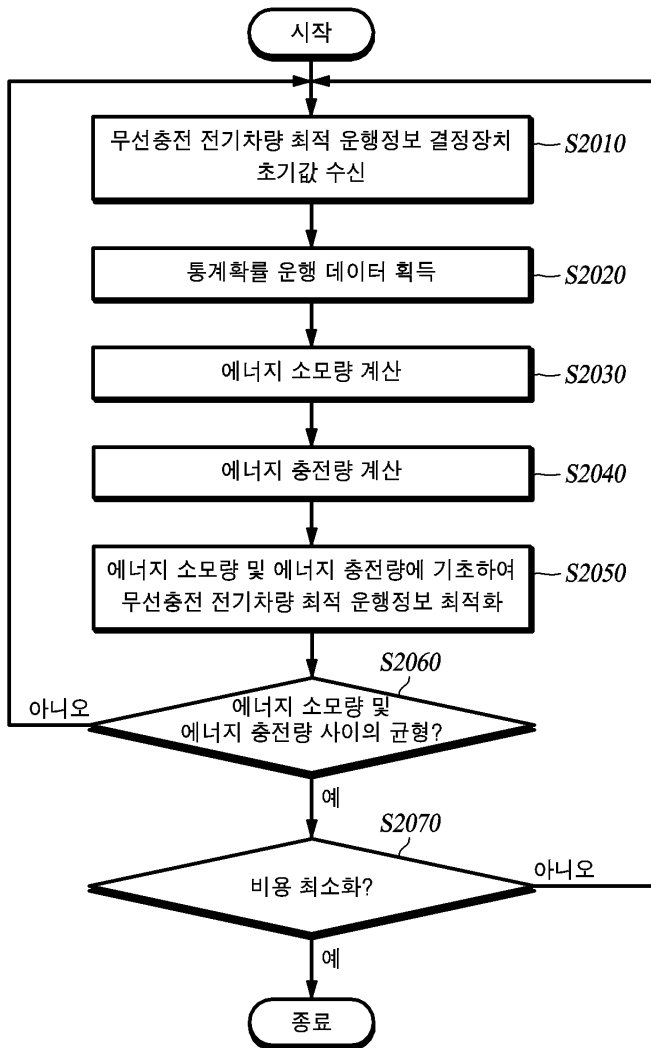 시작
무선충전 전기차량 최적 운행정보 결정장치
초기값 수신
S2010
통계확률 운행 데이터 획득
S2020
에너지 소모량 계산
S2030
에너지 충전량 계산
S2040
에너지 소모량 및 에너지 충전량에 기초하여
무선충전 전기차량 최적 운행정보 최적화
S2050
S2060
아니오
에너지 소모량 및
에너지 충전량 사이의 균형?
예
S2070
비용 최소화?
아니오
예
종료